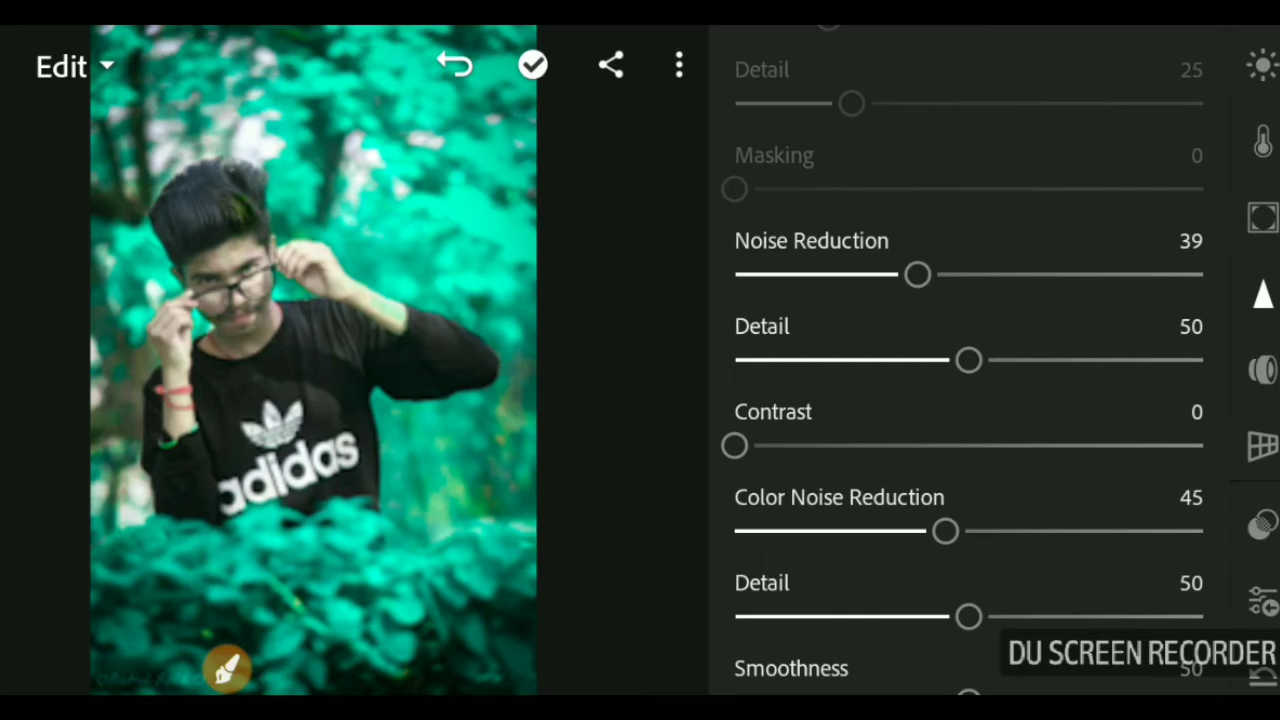 Edit
Detail 25
Masking 0
Noise Reduction 39
Detail 50
Contrast 0
Color Noise Reduction 45
Detail 50
Smoothness 50
adidas
DU SCREEN RECORDER